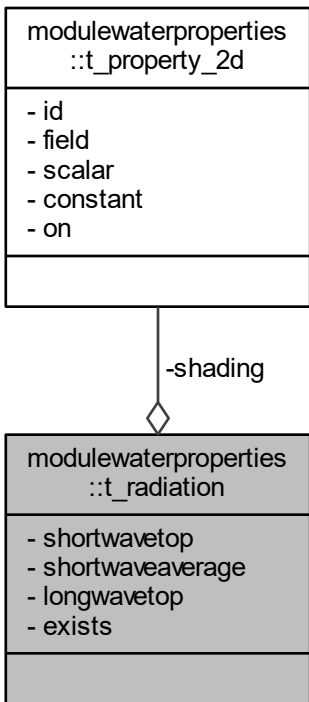 modulewaterproperties
::t_property_2d
- id
- field
- scalar
- constant
- on
-shading
modulewaterproperties
::t_radiation
- shortwavetop
- shortwaveaverage
- longwavetop
- exists